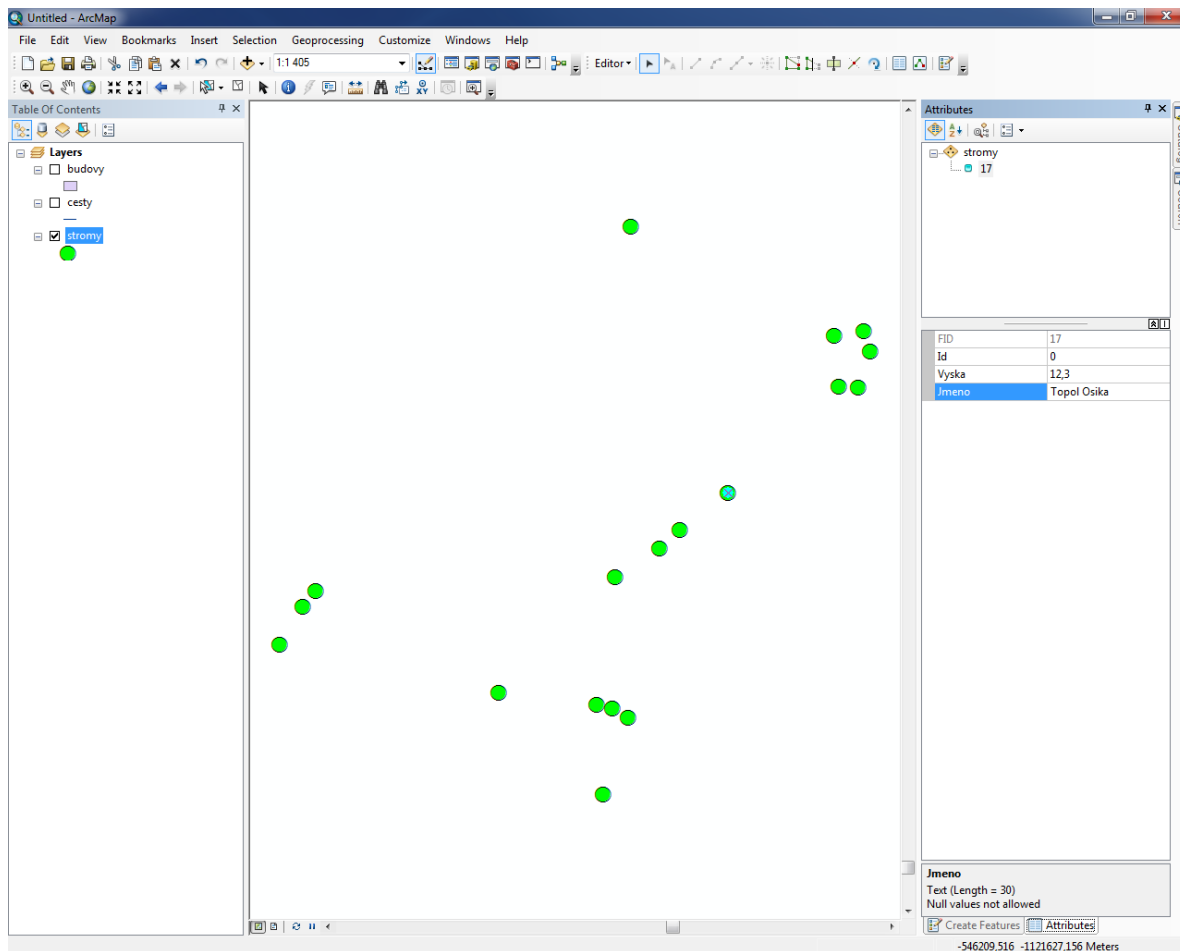 Untitled - ArcMap
File Edit View Bookmarks Insert Selection Geoprocessing Customize Windows Help
1:1 405
Editor
Table Of Contents
Layers
budovy
cesty
stromy
Attributes
stromy
17
FID 17
Id 0
Vyska 12,3
Jmeno Topol Osika
Jmeno
Text (Length = 30)
Null values not allowed
Create Features Attributes
-546209,516 -1121627,156 Meters